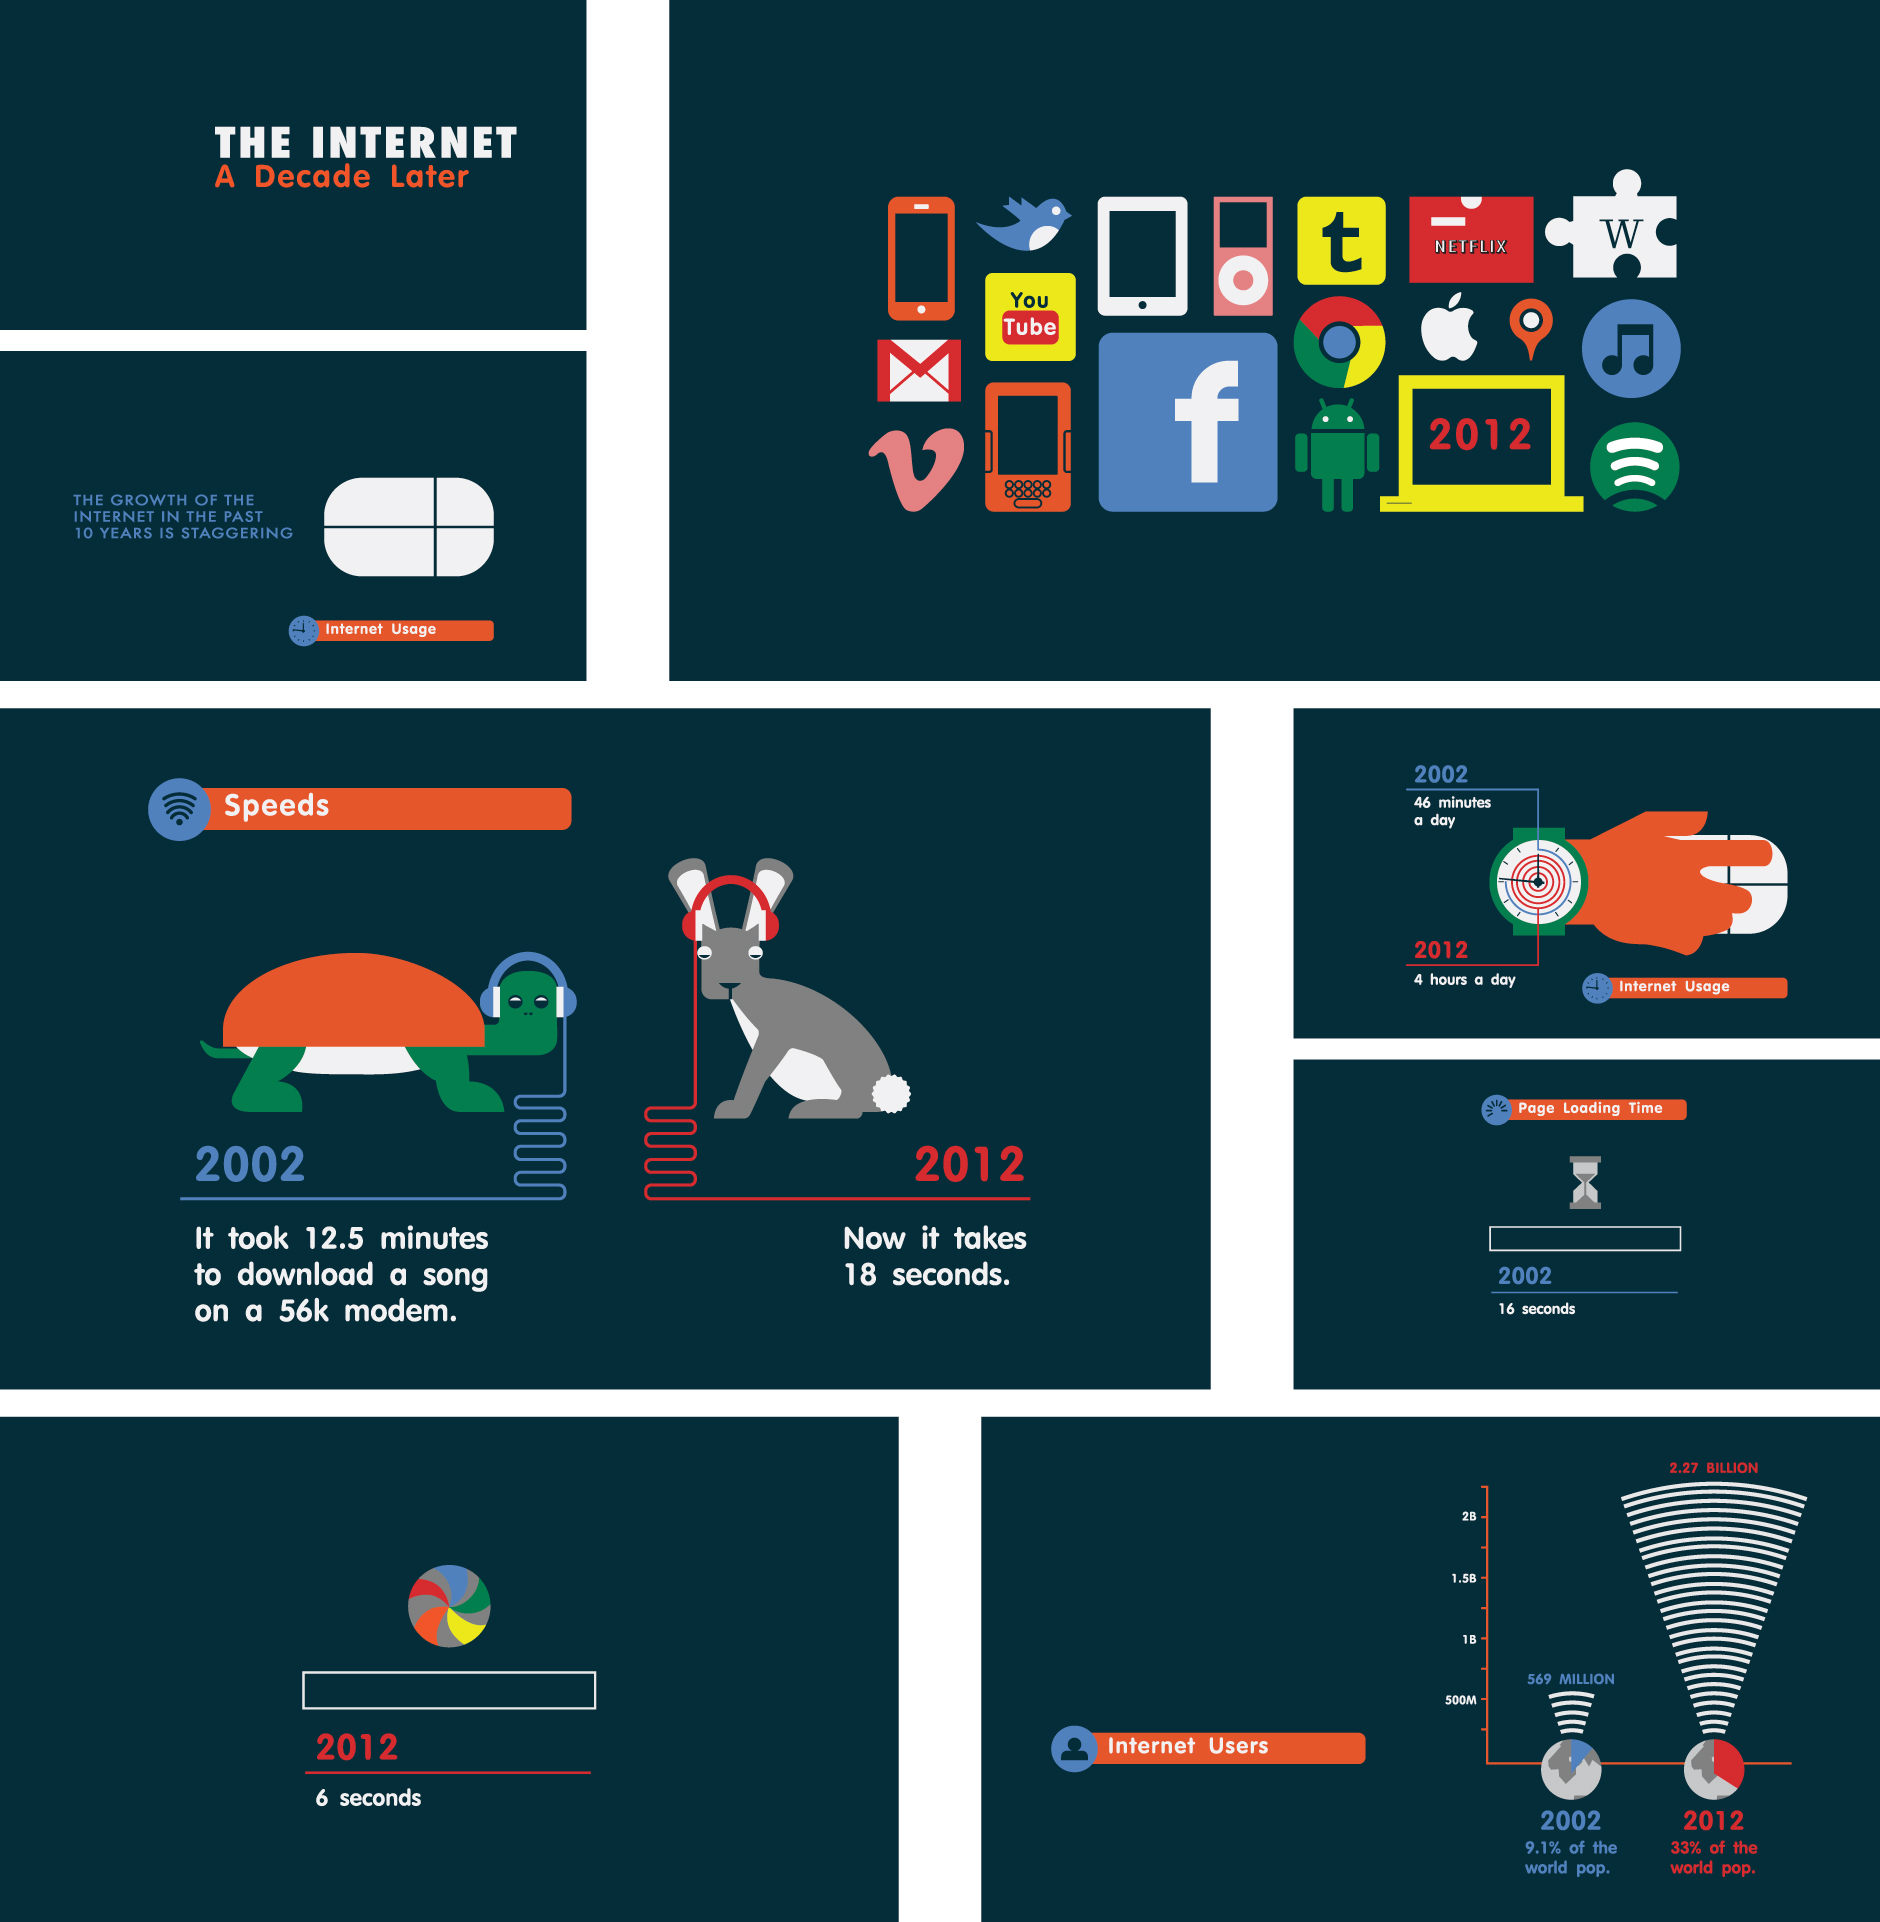 THE INTERNET
A Decade Later
THE GROWTH OF THE
INTERNET IN THE PAST
10 YEARS IS STAGGERING
Internet Usage
You
Tube
t
NETFLIX
W
f
2012
v
Speeds
2002
It took 12.5 minutes
to download a song
on a 56k modem.
2012
Now it takes
18 seconds.
2002
46 minutes
a day
2012
4 hours a day
Internet Usage
Page Loading Time
2002
16 seconds
2012
6 seconds
Internet Users
2.27 BILLION
2B
1.5B
1B
569 MILLION
500M
2002
9.1% of the
world pop.
2012
33% of the
world pop.